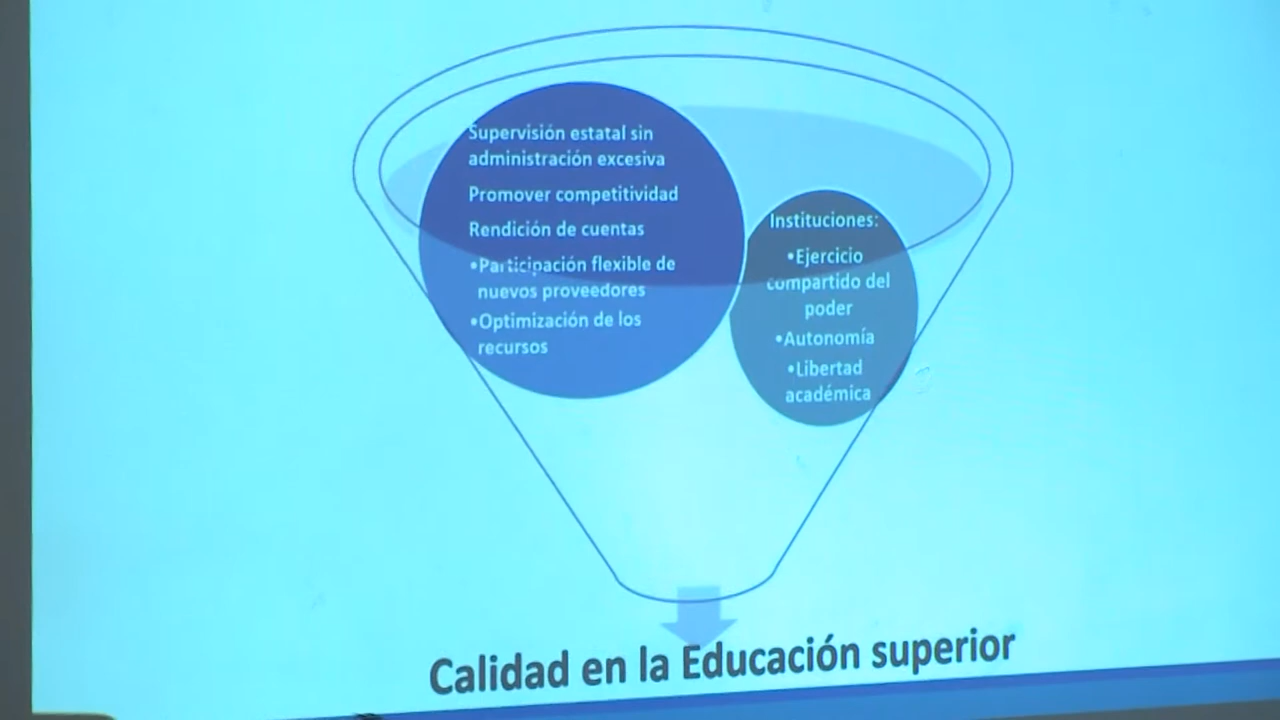 Supervisión estatal sin
administración excesiva
Promover competitividad
Rendición de cuentas
•Participación flexible de
nuevos proveedores
•Optimización de los
recursos
Instituciones:
•Ejercicio
compartido del
poder
•Autonomía
•Libertad
académica
Calidad en la Educación superior